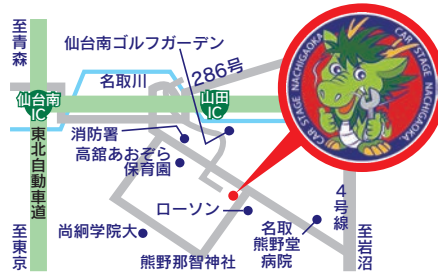 至青森
仙台南ゴルフガーデン
286号
名取川
仙台南
IC
山田
IC
CAR STAGE NACHIGAOKA
CAR STAGE NACHIGAOKA
東北自動車道
消防署
高舘あおぞら
保育園
ローソン
4号線
尚絅学院大
名取
熊野堂
病院
熊野那智神社
至東京
至岩沼